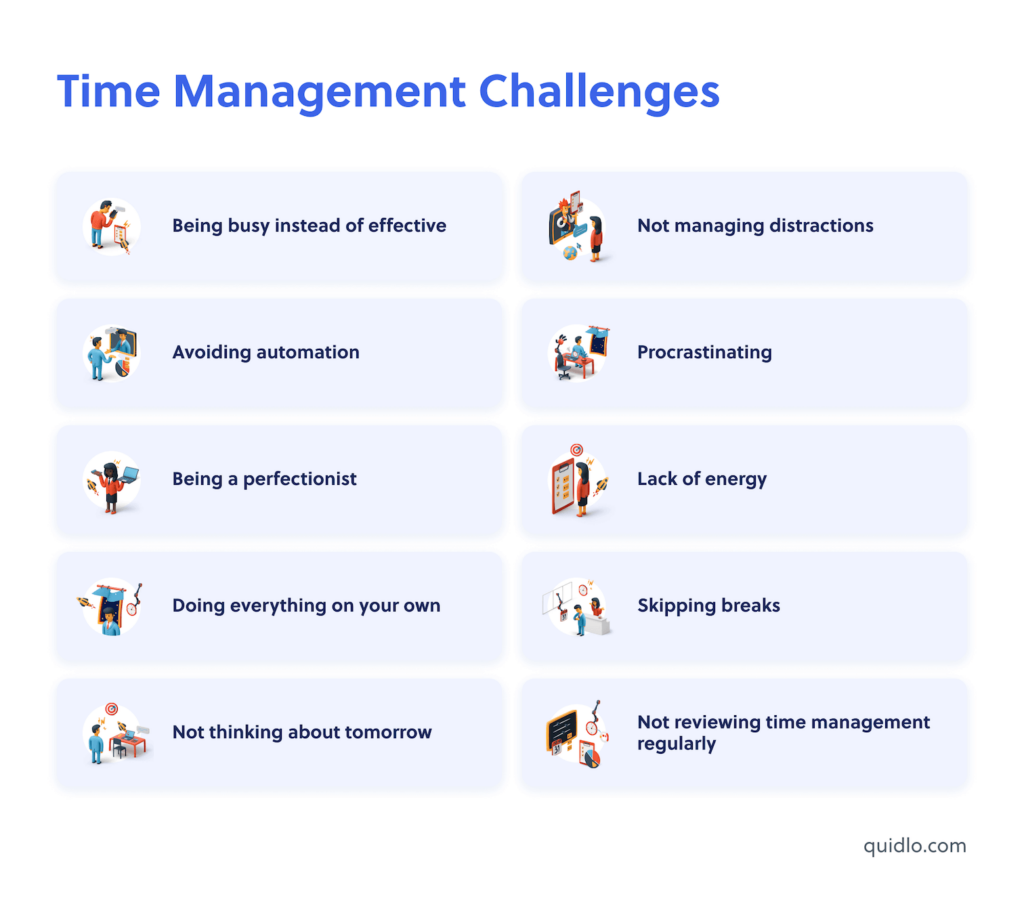 Time Management Challenges
Being busy instead of effective
Not managing distractions
Avoiding automation
Procrastinating
Being a perfectionist
Lack of energy
Doing everything on your own
Skipping breaks
Not thinking about tomorrow
Not reviewing time management
regularly
quidlo.com